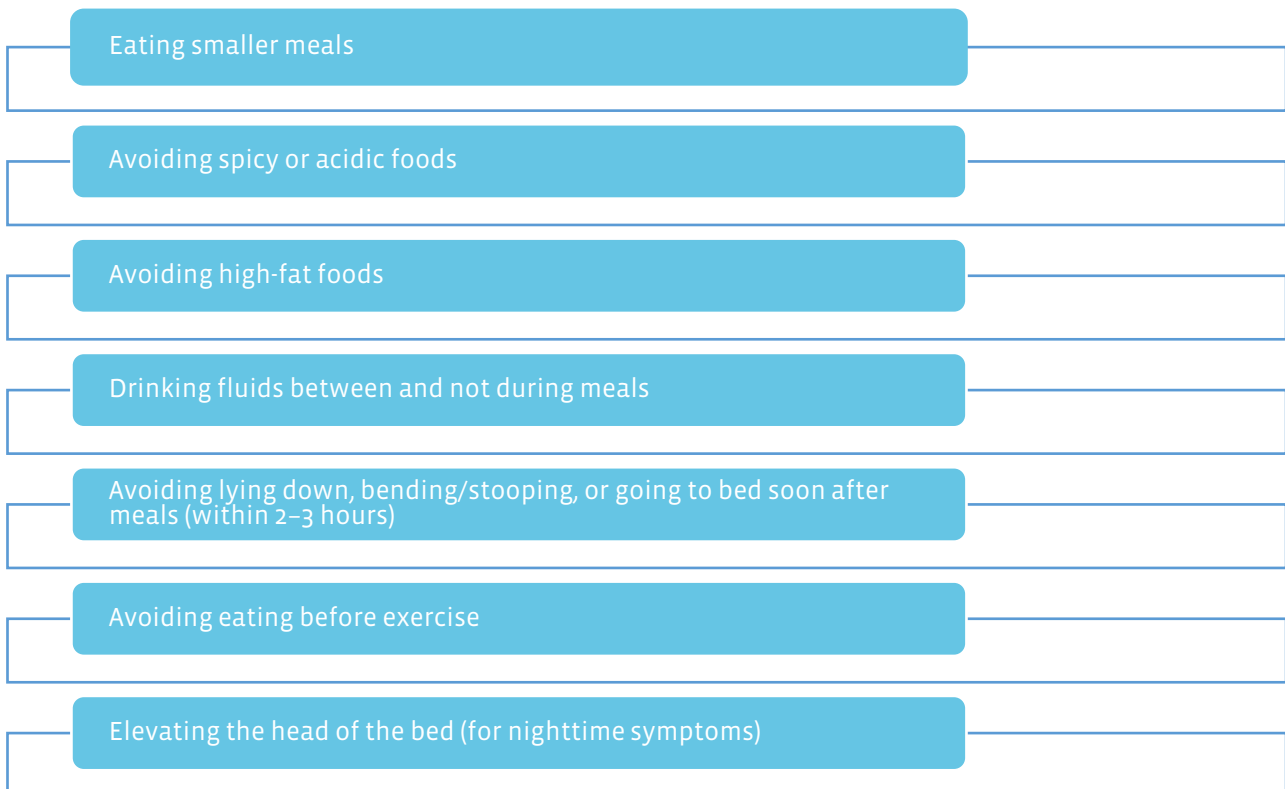 Eating smaller meals
Avoiding spicy or acidic foods
Avoiding high-fat foods
Drinking fluids between and not during meals
Avoiding lying down, bending/stooping, or going to bed soon after
meals (within 2–3 hours)
Avoiding eating before exercise
Elevating the head of the bed (for nighttime symptoms)